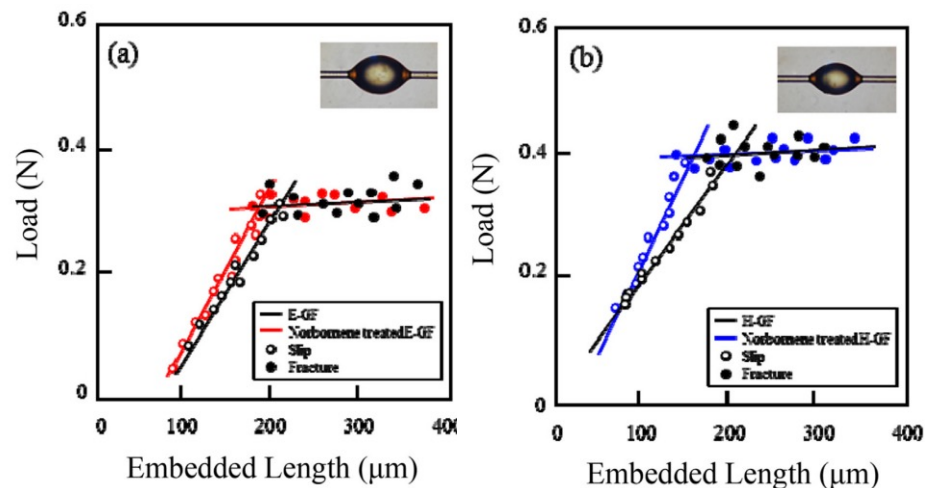 0.6
(a)
0.4
0.2
0
Load (N)
E-GF
Norbornene treated E-GF
Slip
Fracture
100 200 300 400
Embedded Length (μm)
0.6
(b)
0.4
0.2
0
Load (N)
H-GF
Norbornene treated H-GF
Slip
Fracture
100 200 300 400
Embedded Length (μm)